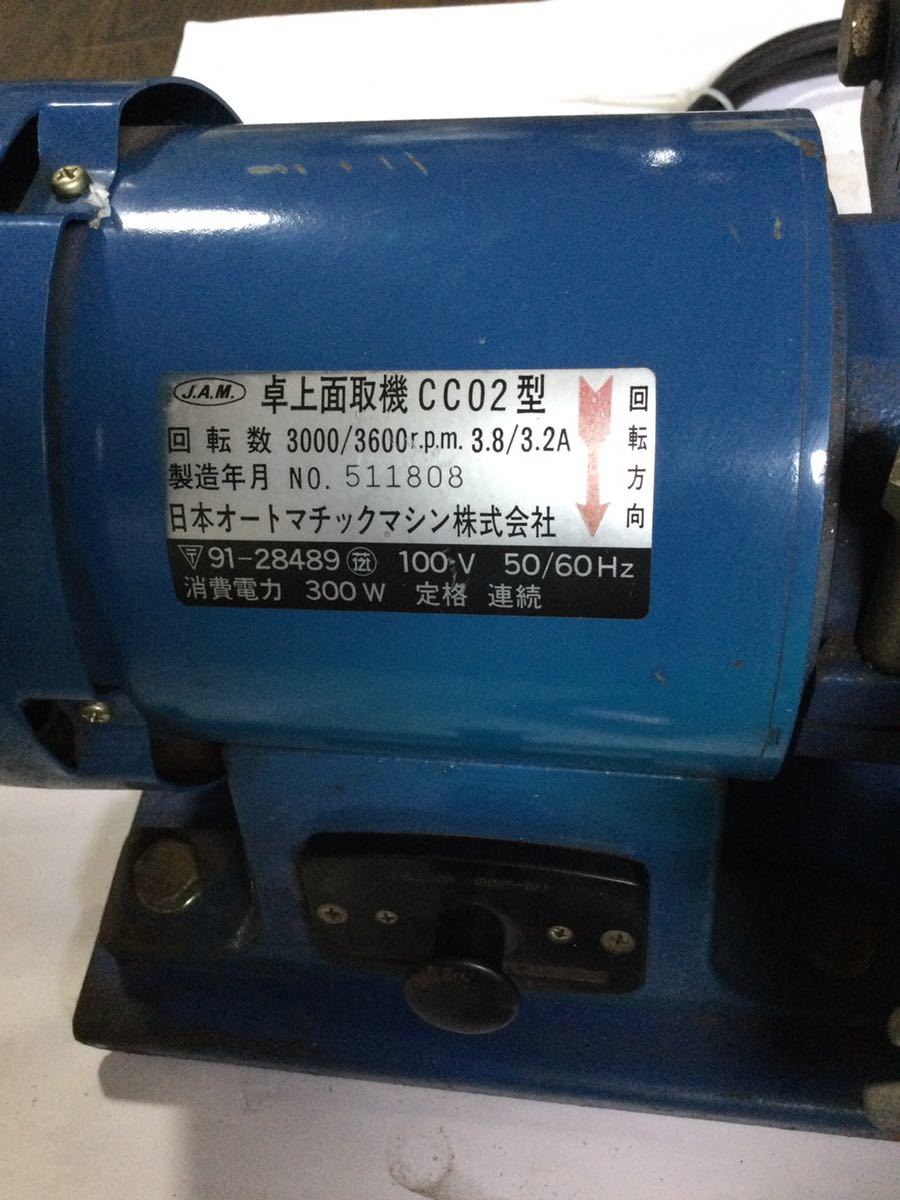 J.A.M. 卓上面取機 CC02型
回転数 3000/3600r.p.m. 3.8/3.2A
製造年月 NO. 511808
日本オートマチックマシン株式会社
回転方向
〒 91-28489 100V 50/60Hz
消費電力 300W 定格 連続